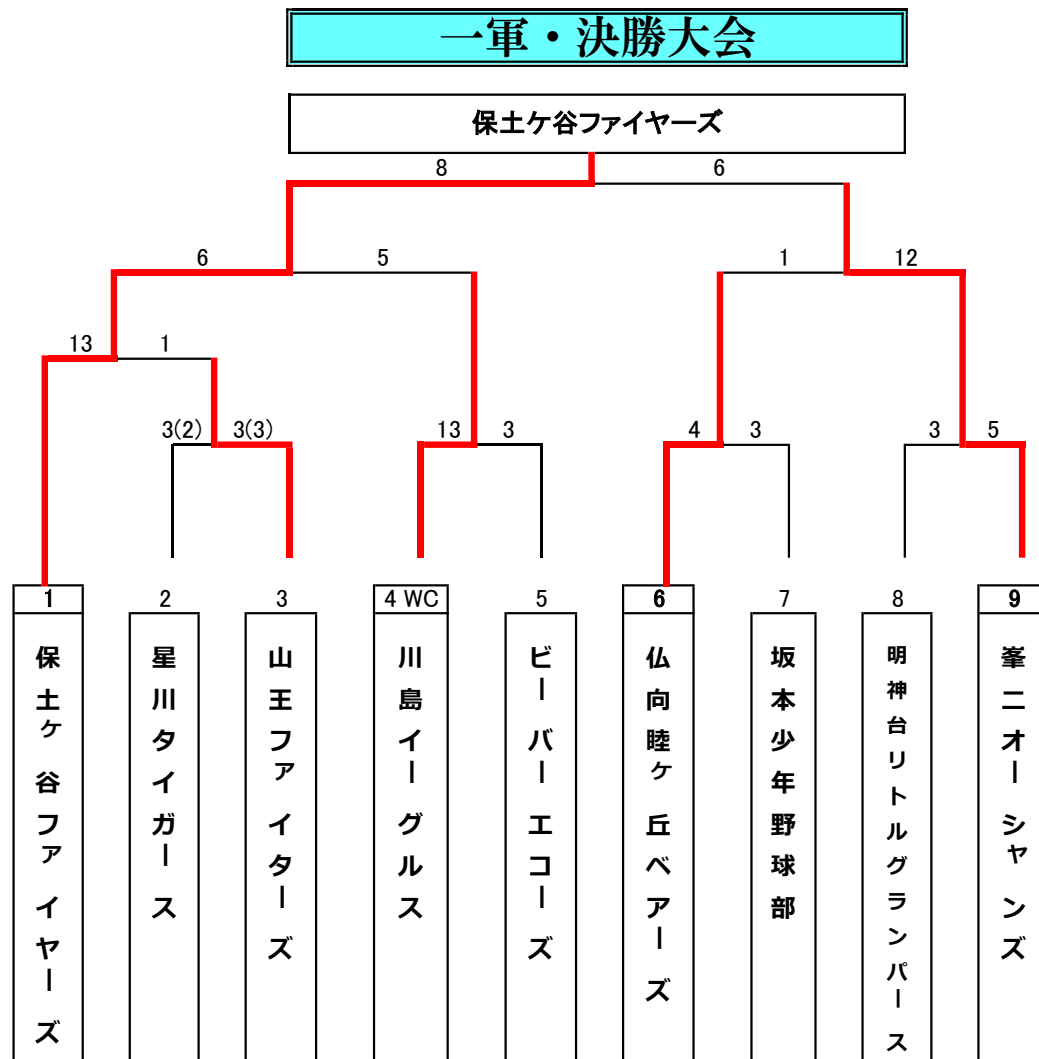 一軍・決勝大会
保土ケ谷ファイヤーズ
8 6
6 5 1 12
13 1
3(2) 3(3) 13 3 4 3 3 5
1 2 3 4 WC 5 6 7 8 9
保土ヶ谷ファイヤーズ
星川タイガース
山王ファイターズ
川島イーグルス
ビーバーエコーズ
仏向睦ヶ丘ベアーズ
坂本少年野球部
明神台リトルグランパース
峯二オーシャンズ